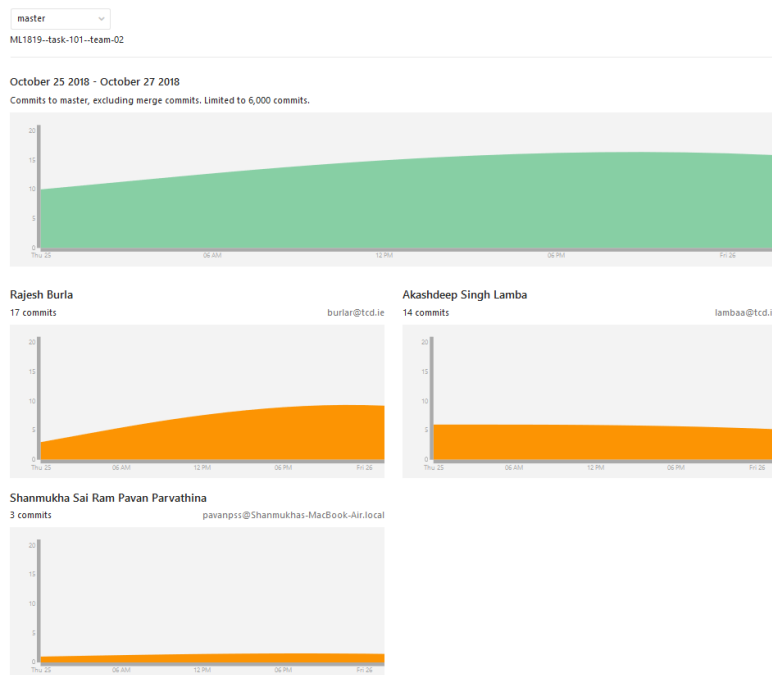 master
ML1819--task-101--team-02
October 25 2018 - October 27 2018
Commits to master, excluding merge commits. Limited to 6,000 commits.
20
15
10
5
0
Thu 25 06 AM 12 PM 06 PM Fri 26
Rajesh Burla
17 commits burlar@tcd.ie
20
15
10
5
0
Thu 25 06 AM 12 PM 06 PM Fri 26
Akashdeep Singh Lamba
14 commits lambaa@tcd.i
20
15
10
5
0
Thu 25 06 AM 12 PM 06 PM Fri 26
Shanmukha Sai Ram Pavan Parvathina
3 commits pavanpss@Shanmukhas-MacBook-Air.local
20
15
10
5
0
Thu 25 06 AM 12 PM 06 PM Fri 26